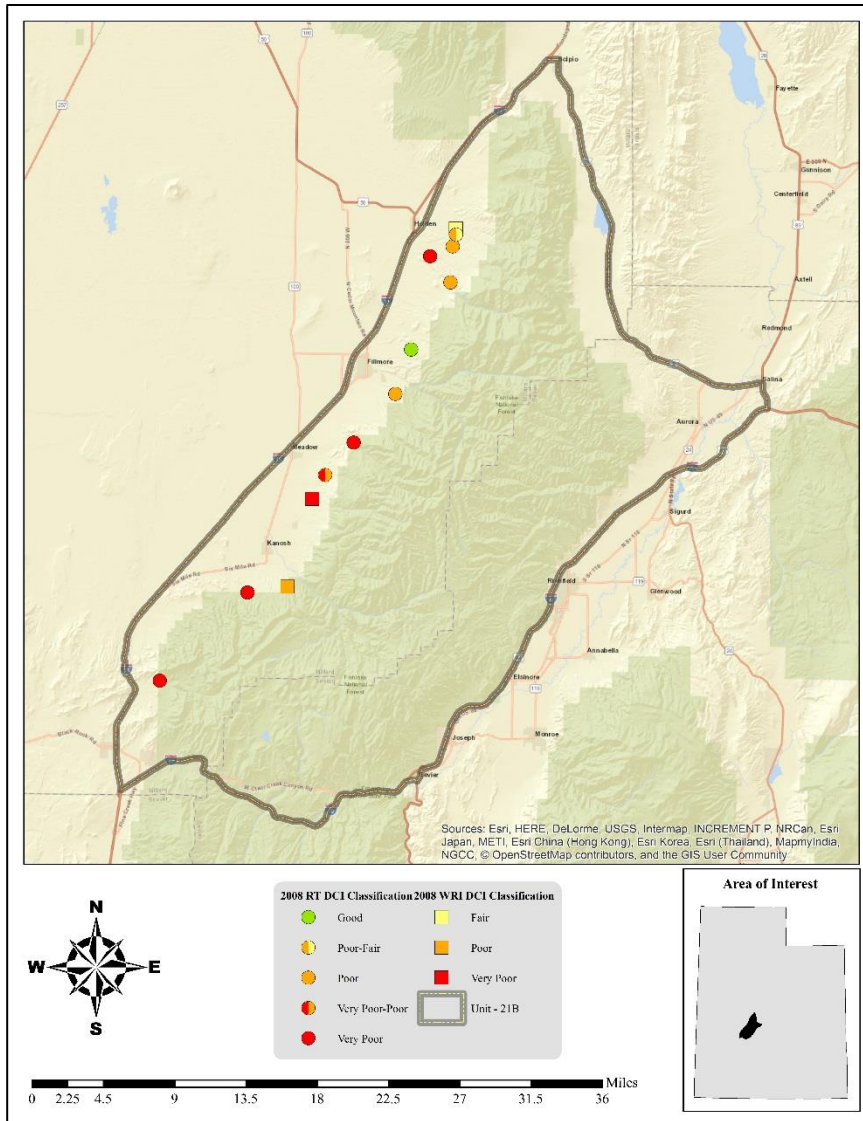 Scipio
Fayette
Gunnison
Centerfield
Axtell
Redmond
Salina
Aurora
Sigurd
Holden
Fillmore
Meadow
Kanosh
Fishlake
National
Forest
Richfield
Glenwood
Annabella
Elsinore
Monroe
Joseph
Sevier
Black Rock Rd
Sources: Esri, HERE, DeLorme, USGS, Intermap, INCREMENT P, NRCan, Esri
Japan, METI, Esri China (Hong Kong), Esri Korea, Esri (Thailand), MapmyIndia,
NGCC, © OpenStreetMap contributors, and the GIS User Community
N
W E
S
2008 RT DCI Classification 2008 WRI DCI Classification
Good Fair
Poor-Fair Poor
Poor Very Poor
Very Poor-Poor Unit - 21B
Very Poor
Miles
0 2.25 4.5 9 13.5 18 22.5 27 31.5 36
Area of Interest